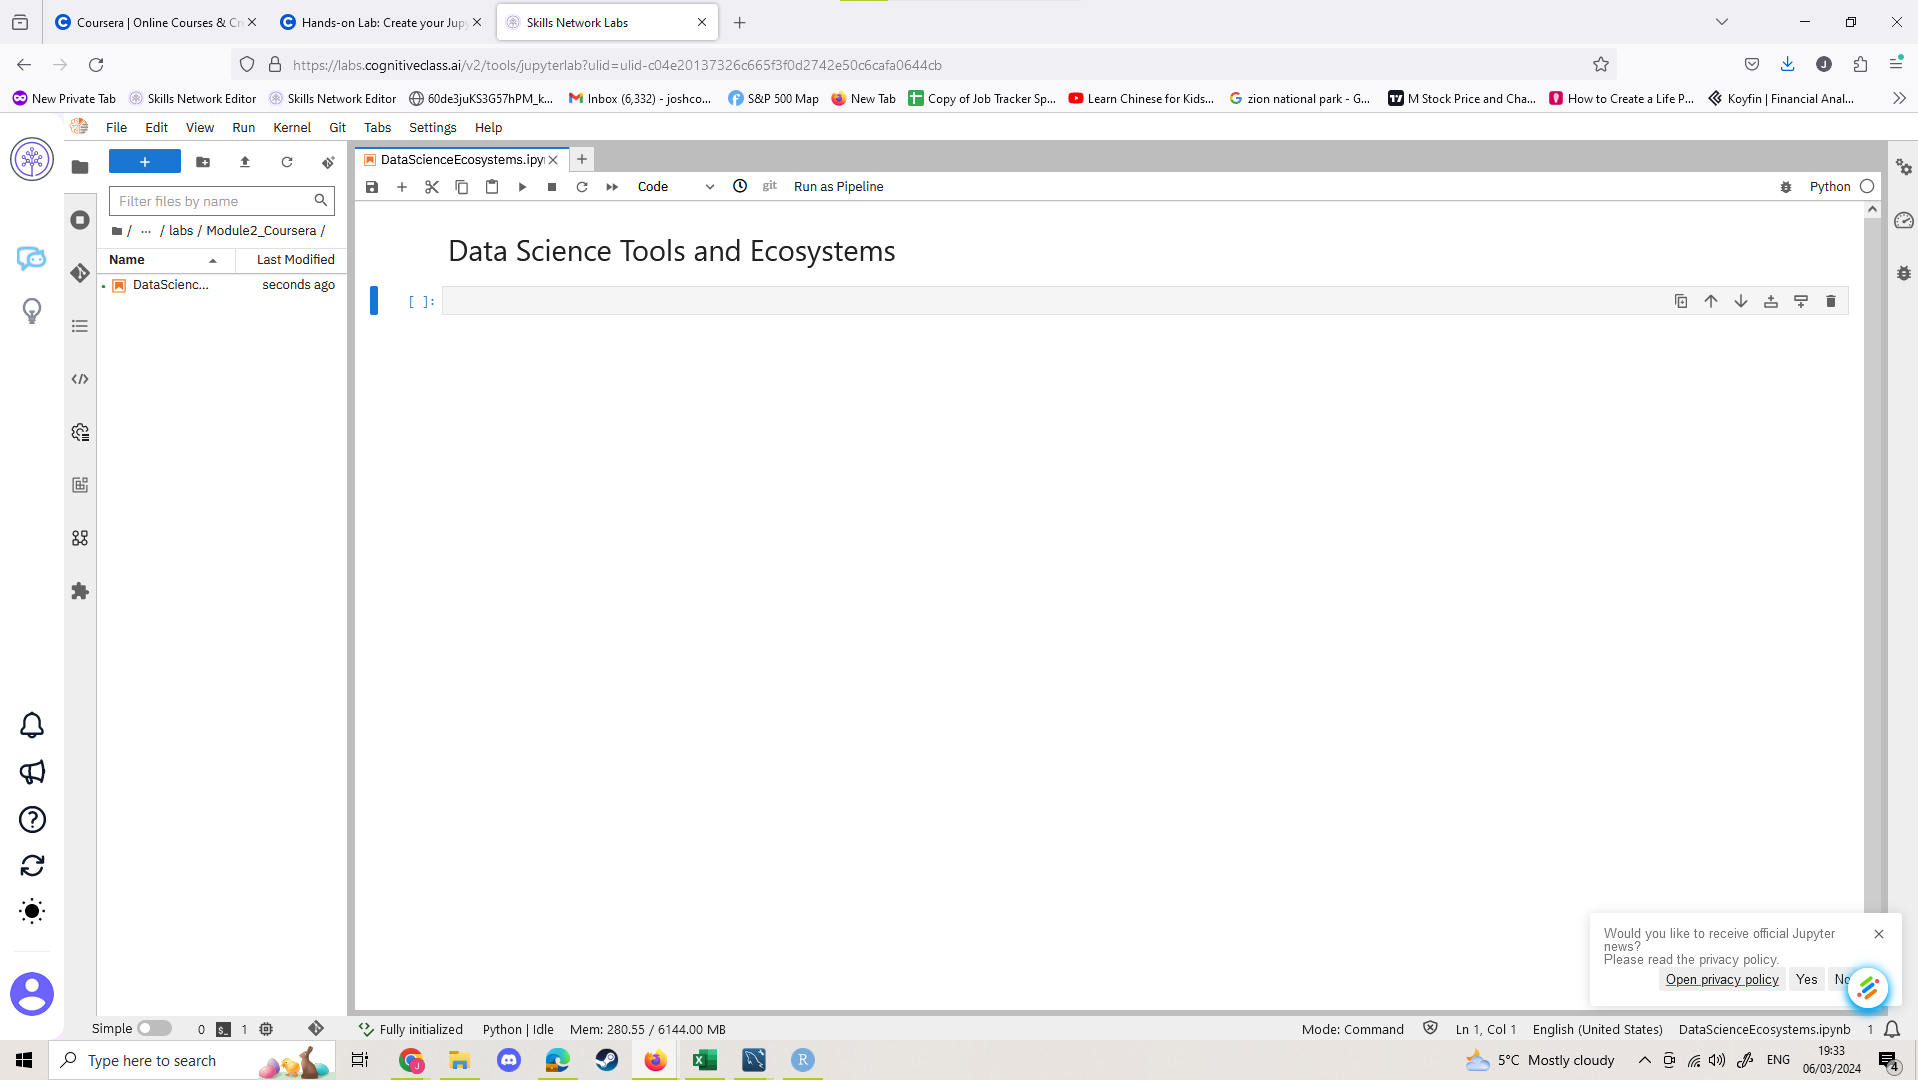 Coursera | Online Courses & Cr
Hands-on Lab: Create your Jupy
Skills Network Labs
https://labs.cognitiveclass.ai/v2/tools/jupyterlab?ulid=ulid-c04e20137326c665f3f0d2742e50c6cafa0644cb
New Private Tab
Skills Network Editor
Skills Network Editor
60de3juKS3G57hPM_k...
Inbox (6,332) - joshco...
S&P 500 Map
New Tab
Copy of Job Tracker Sp...
Learn Chinese for Kids...
zion national park - G...
M Stock Price and Cha...
How to Create a Life P...
Koyfin | Financial Anal...
File Edit View Run Kernel Git Tabs Settings Help
DataScienceEcosystems.ipy
Code
git
Run as Pipeline
Python
Filter files by name
/ ... / labs / Module2_Coursera /
Name
Last Modified
DataScienc...
seconds ago
Data Science Tools and Ecosystems
[ ]:
Would you like to receive official Jupyter
news?
Please read the privacy policy.
Open privacy policy
Yes
No
Simple
0
1
Fully initialized
Python | Idle
Mem: 280.55 / 6144.00 MB
Mode: Command
Ln 1, Col 1
English (United States)
DataScienceEcosystems.ipynb
1
Type here to search
5°C Mostly cloudy
ENG
19:33
06/03/2024
4